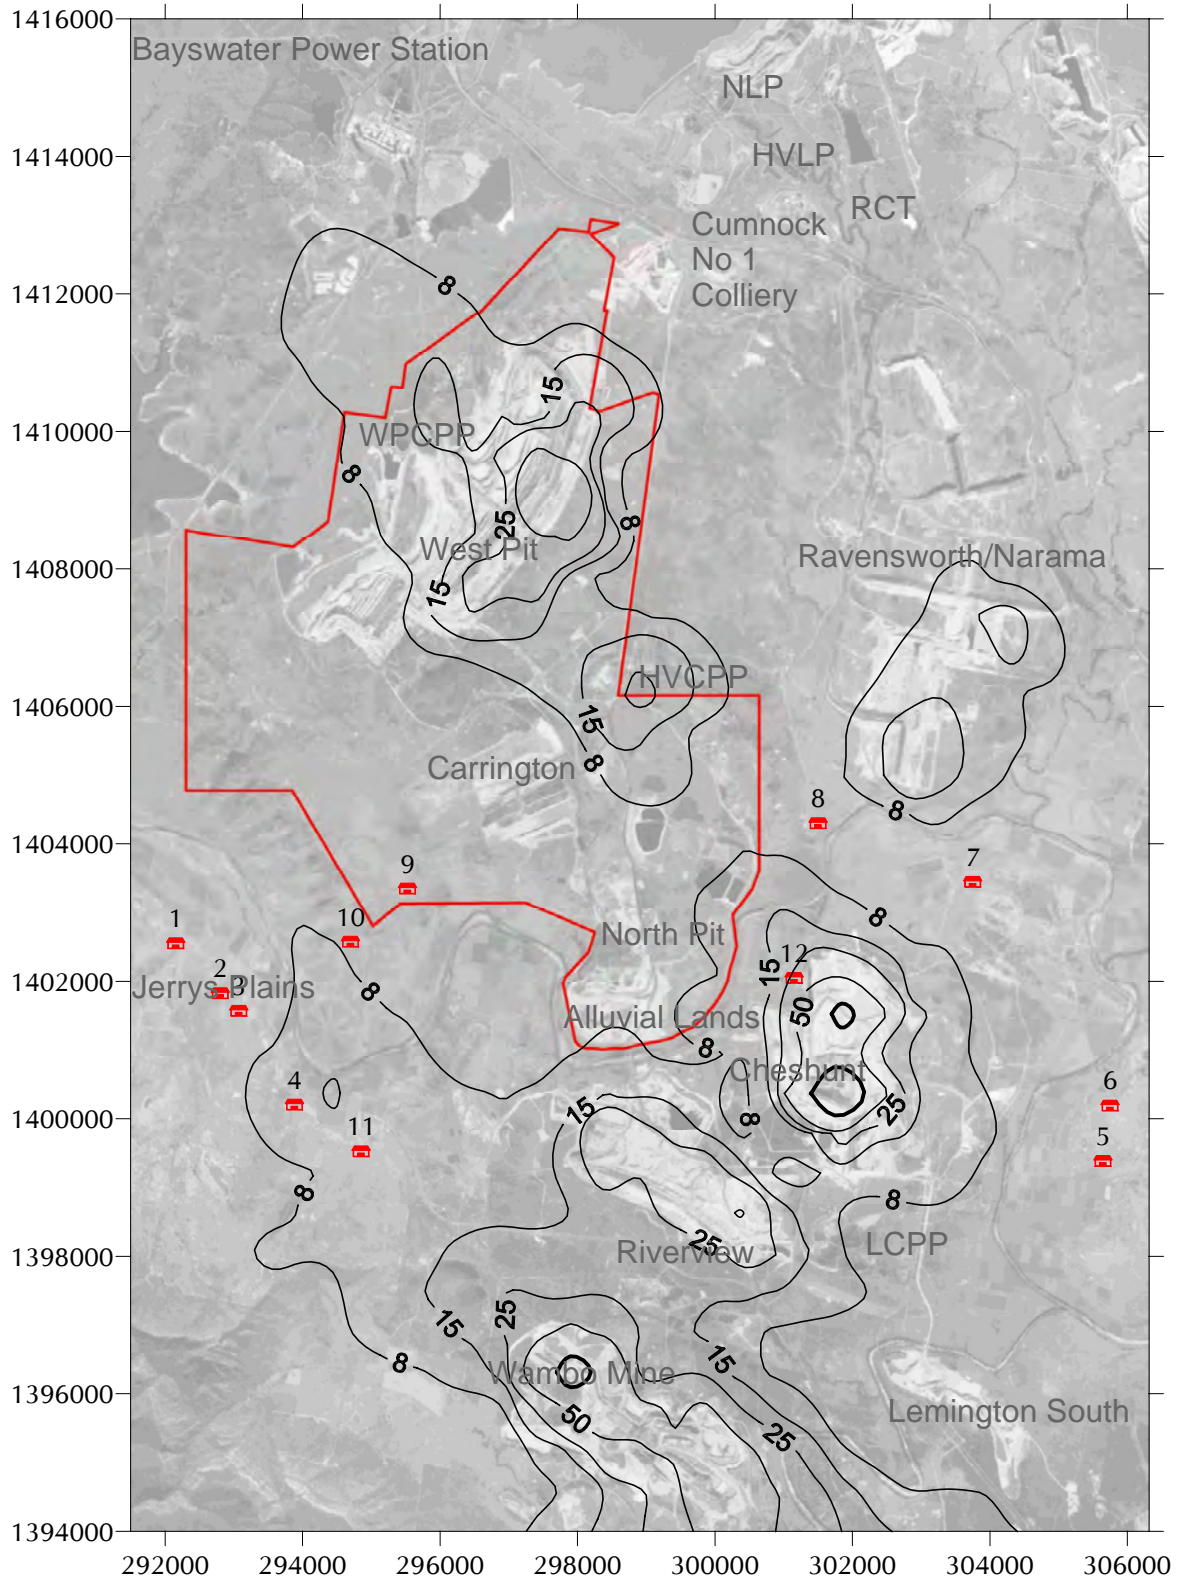 1416000
Bayswater Power Station
NLP
1414000
HVLP
RCT
Cumnock
No 1
Colliery
8
1412000
15
1410000
WPCPP
8
25
8
West Pit
Ravensworth/Narama
1408000
15
HVCPP
1406000
15
8
Carrington
8
8
1404000
7
9
8
1
10
North Pit
12
15
2
3
Jerrys Plains
1402000
8
50
Alluvial Lands
8
Cheshunt
4
6
25
15
8
1400000
11
5
8
8
25
LCPP
Riverview
1398000
25
15
15
8
Wambo Mine
1396000
50
25
Lemington South
1394000
292000 294000 296000 298000 300000 302000 304000 306000